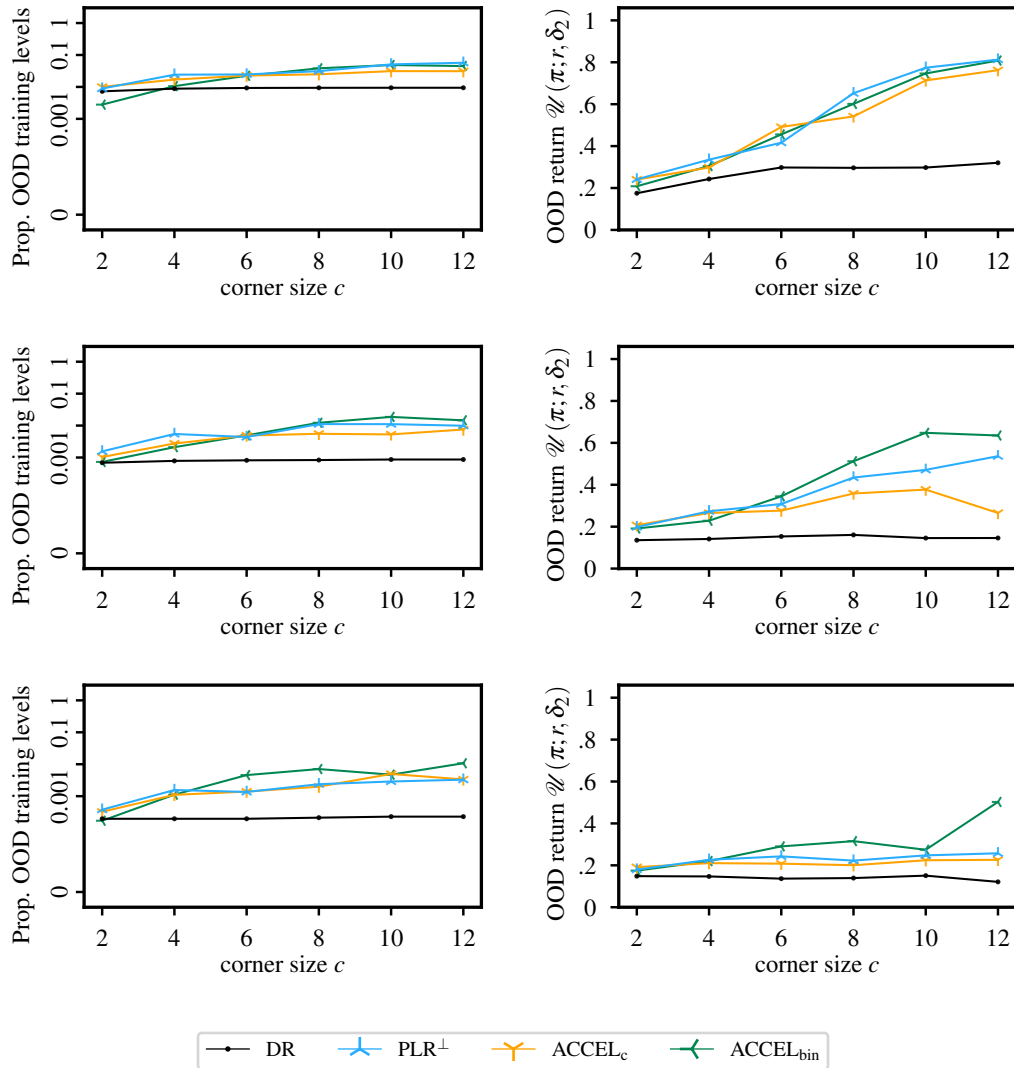 Prop. OOD training levels
1
0.1
0.001
0
2 4 6 8 10 12
corner size c
OOD return 𝒰 (π; r, δ₂)
1
.8
.6
.4
.2
0
2 4 6 8 10 12
corner size c
Prop. OOD training levels
1
0.1
0.001
0
2 4 6 8 10 12
corner size c
OOD return 𝒰 (π; r, δ₂)
1
.8
.6
.4
.2
0
2 4 6 8 10 12
corner size c
Prop. OOD training levels
1
0.1
0.001
0
2 4 6 8 10 12
corner size c
OOD return 𝒰 (π; r, δ₂)
1
.8
.6
.4
.2
0
2 4 6 8 10 12
corner size c
DR PLR⊥ ACCELc ACCELbin